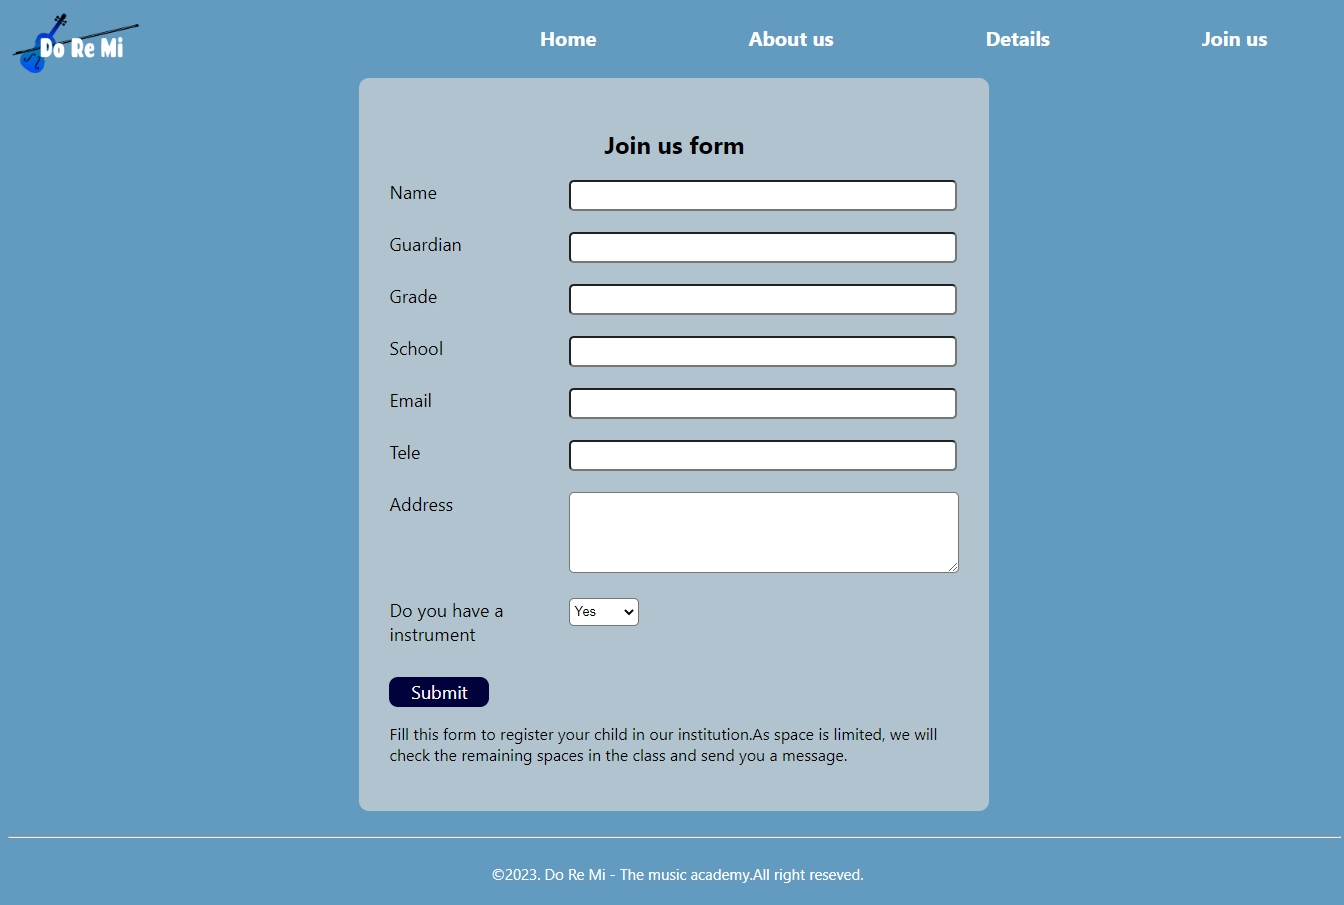 Do Re Mi
Home
About us
Details
Join us
Join us form
Name
Guardian
Grade
School
Email
Tele
Address
Do you have a
instrument
Yes
Submit
Fill this form to register your child in our institution.As space is limited, we will
check the remaining spaces in the class and send you a message.
©2023. Do Re Mi - The music academy.All right reseved.